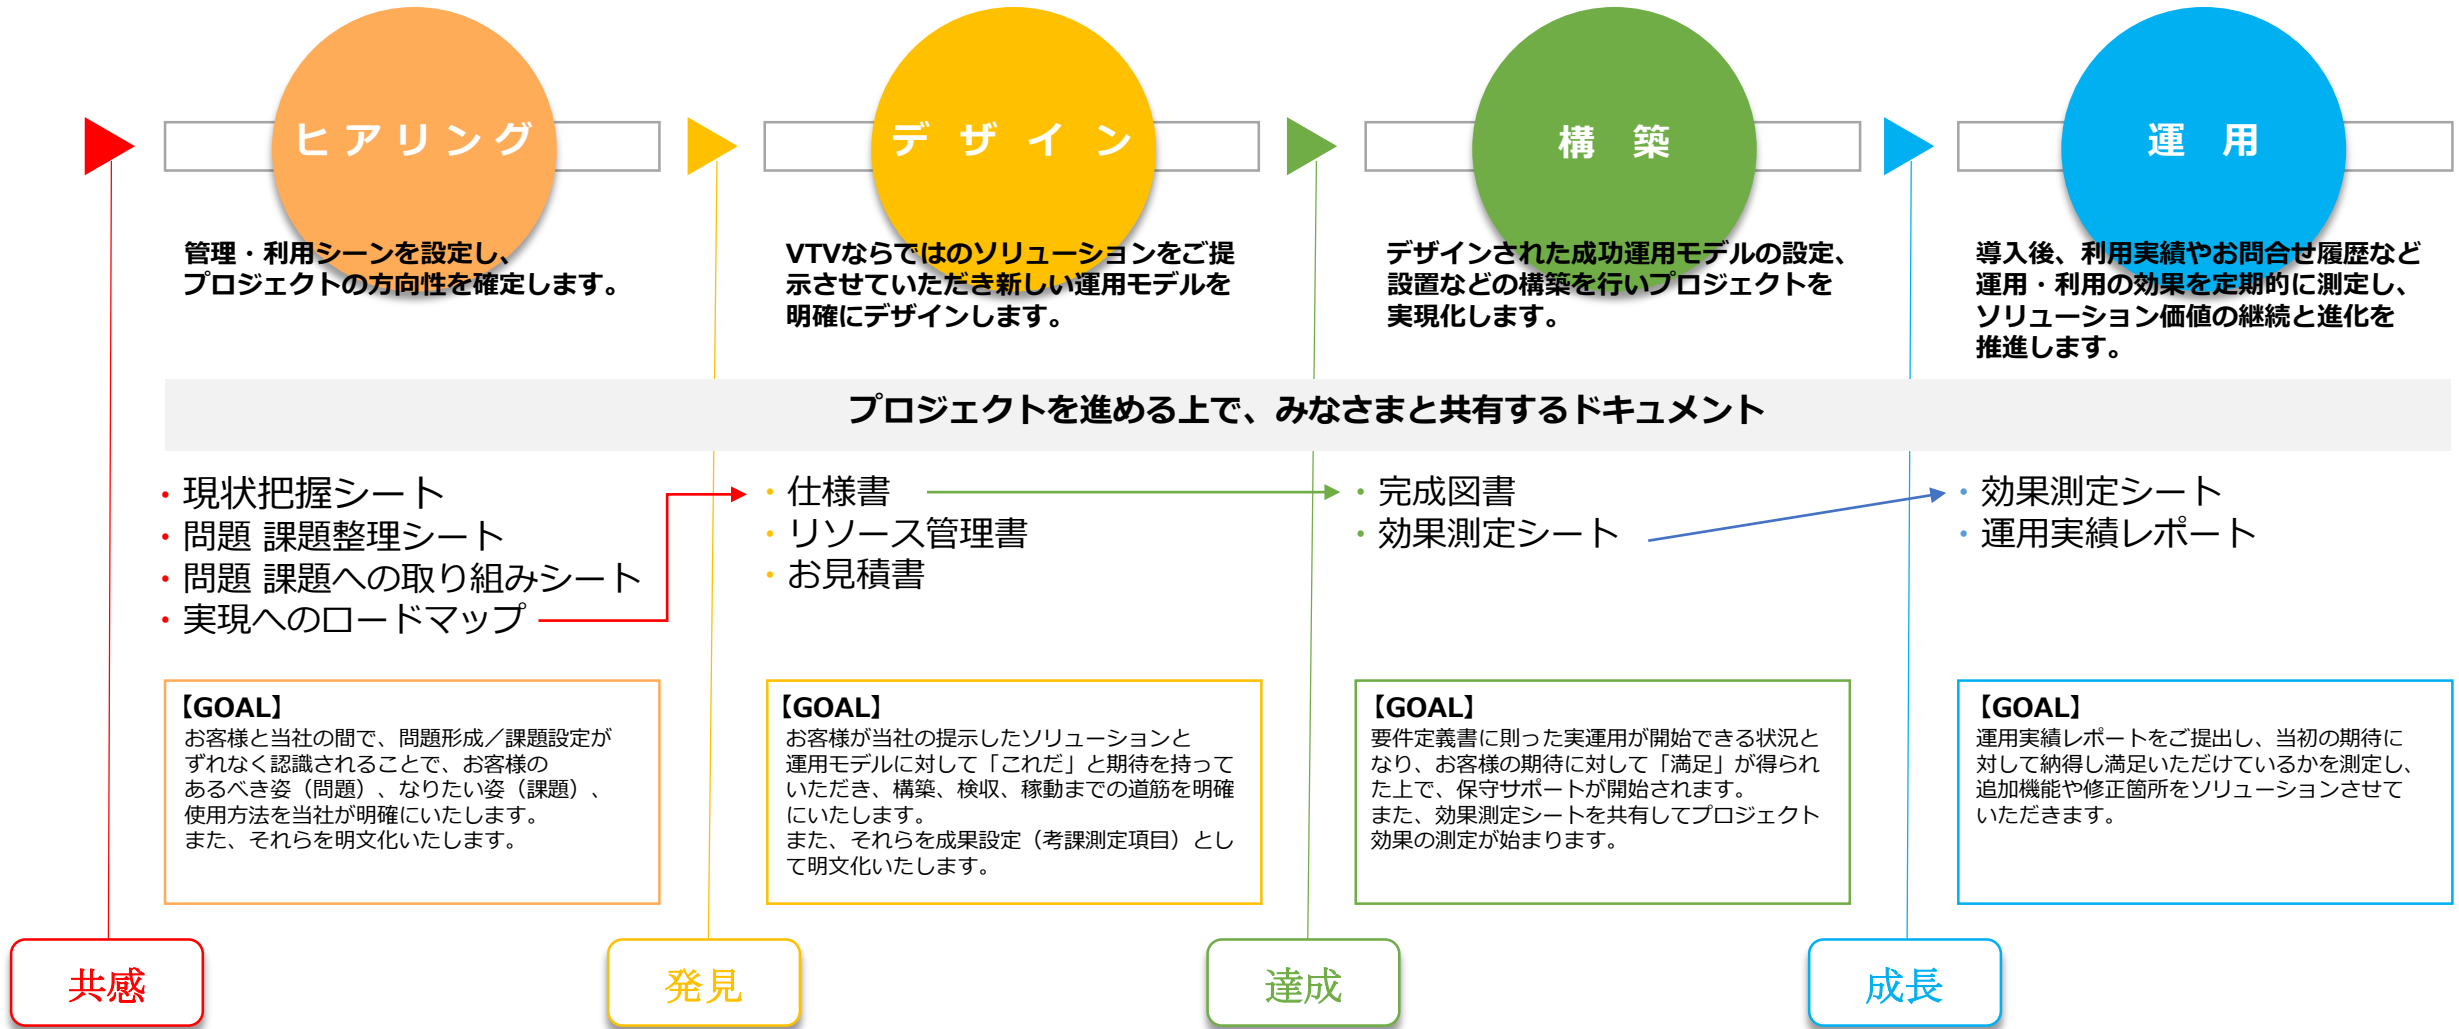 ヒアリング
管理・利用シーンを設定し、
プロジェクトの方向性を確定します。
デザイン
VTVならではのソリューションをご提
示させていただき新しい運用モデルを
明確にデザインします。
構築
デザインされた成功運用モデルの設定、
設置などの構築を行いプロジェクトを
実現化します。
運用
導入後、利用実績やお問合せ履歴など
運用・利用の効果を定期的に測定し、
ソリューション価値の継続と進化を
推進します。
プロジェクトを進める上で、みなさまと共有するドキュメント
・現状把握シート
・問題 課題整理シート
・問題 課題への取り組みシート
・実現へのロードマップ
・仕様書
・リソース管理書
・お見積書
・完成図書
・効果測定シート
・効果測定シート
・運用実績レポート
【GOAL】
お客様と当社の間で、問題形成／課題設定が
ずれなく認識されることで、お客様の
あるべき姿（問題）、なりたい姿（課題）、
使用方法を当社が明確にいたします。
また、それらを明文化いたします。
【GOAL】
お客様が当社の提示したソリューションと
運用モデルに対して「これだ」と期待を持って
いただき、構築、検収、稼動までの道筋を明確
にいたします。
また、それらを成果設定（考課測定項目）とし
て明文化いたします。
【GOAL】
要件定義書に則った実運用が開始できる状況と
なり、お客様の期待に対して「満足」が得られ
た上で、保守サポートが開始されます。
また、効果測定シートを共有してプロジェクト
効果の測定が始まります。
【GOAL】
運用実績レポートをご提出し、当初の期待に
対して納得し満足いただけているかを測定し、
追加機能や修正箇所をソリューションさせて
いただきます。
共感
発見
達成
成長